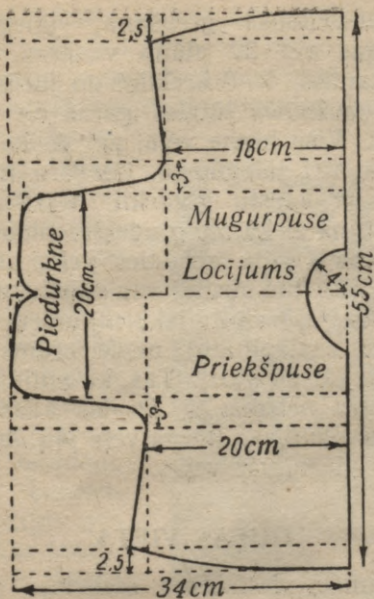 2,5
18cm
3
Mugurpuse
Piedurkne
20cm
Locījums
4
55cm
Priekšpuse
3
20cm
2.5
34cm